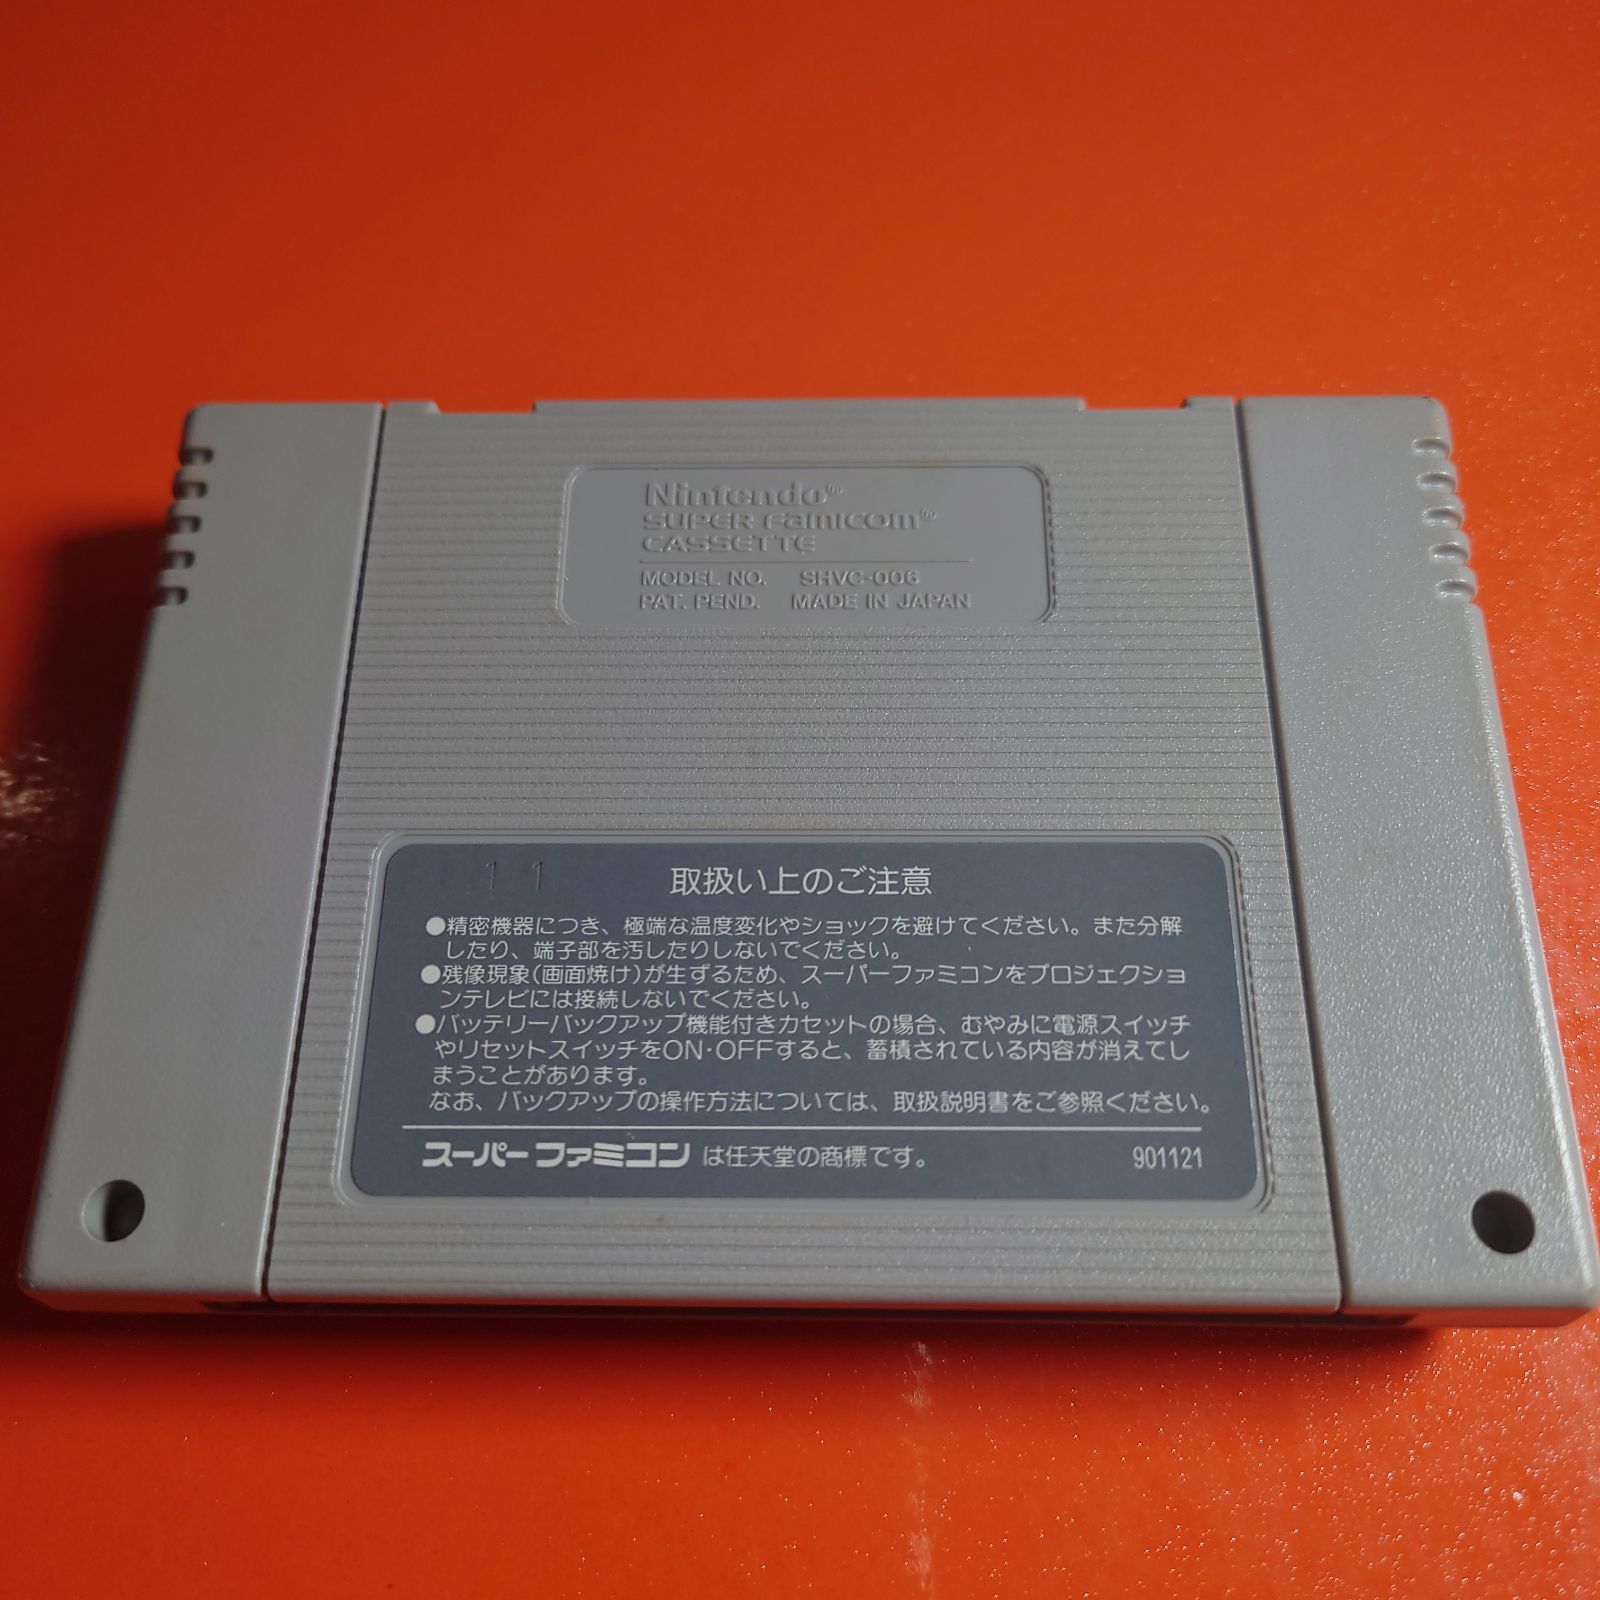 Nintendo®
SUPER Famicom®
CASSETTE
MODEL NO. SHVC-006
PAT. PEND. MADE IN JAPAN
11
取扱い上のご注意
●精密機器につき、極端な温度変化やショックを避けてください。また分解
したり、端子部を汚したりしないでください。
●残像現象(画面焼け)が生ずるため、スーパーファミコンをプロジェクショ
ンテレビには接続しないでください。
●バッテリーバックアップ機能付きカセットの場合、むやみに電源スイッチ
やリセットスイッチをON・OFFすると、蓄積されている内容が消えてし
まうことがあります。
なお、バックアップの操作方法については、取扱説明書をご参照ください。
スーパーファミコン は任天堂の商標です。 901121